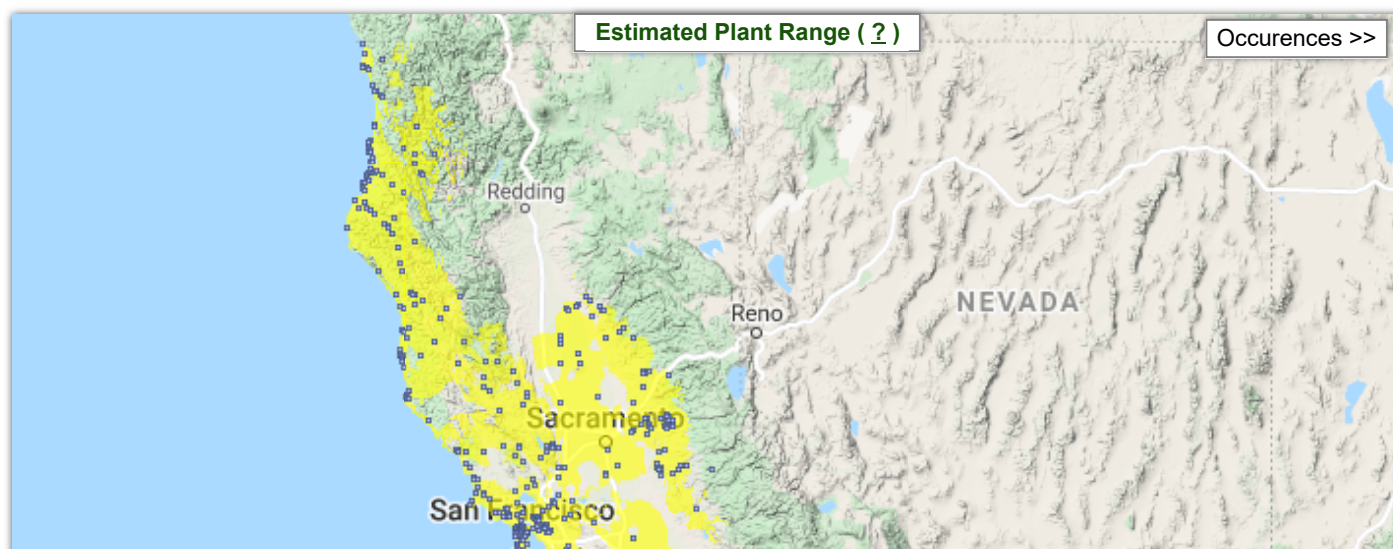 Estimated Plant Range ( ? )
Occurences >>
Redding
Reno
NEVADA
Sacramento
San Francisco